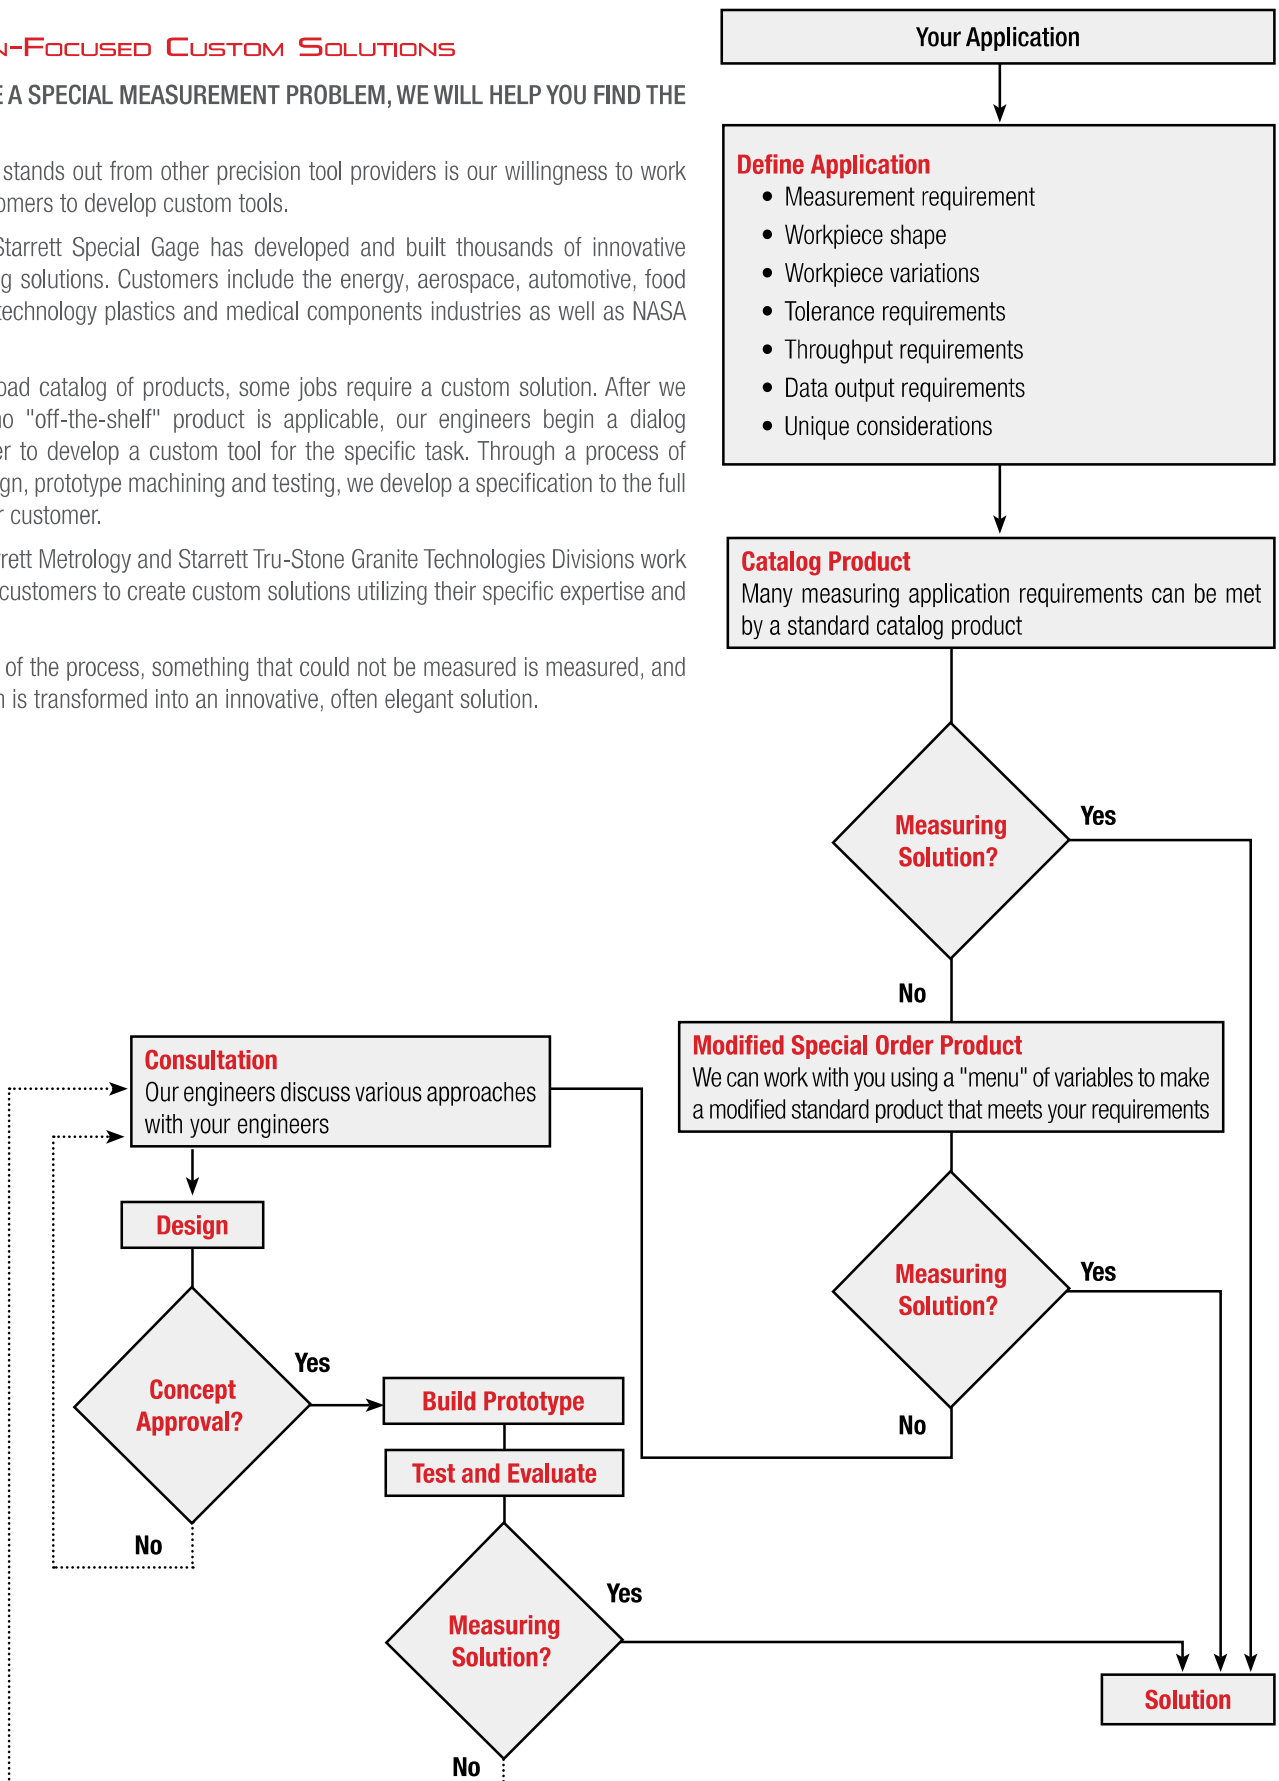 N-FOCUSED CUSTOM SOLUTIONS
E A SPECIAL MEASUREMENT PROBLEM, WE WILL HELP YOU FIND THE
stands out from other precision tool providers is our willingness to work
omers to develop custom tools.
Starrett Special Gage has developed and built thousands of innovative
g solutions. Customers include the energy, aerospace, automotive, food
technology plastics and medical components industries as well as NASA
oad catalog of products, some jobs require a custom solution. After we
no "off-the-shelf" product is applicable, our engineers begin a dialog
er to develop a custom tool for the specific task. Through a process of
ign, prototype machining and testing, we develop a specification to the full
r customer.
rrett Metrology and Starrett Tru-Stone Granite Technologies Divisions work
customers to create custom solutions utilizing their specific expertise and
of the process, something that could not be measured is measured, and
n is transformed into an innovative, often elegant solution.
Your Application
Define Application
• Measurement requirement
• Workpiece shape
• Workpiece variations
• Tolerance requirements
• Throughput requirements
• Data output requirements
• Unique considerations
Catalog Product
Many measuring application requirements can be met
by a standard catalog product
Measuring
Solution?
Yes
No
Modified Special Order Product
We can work with you using a "menu" of variables to make
a modified standard product that meets your requirements
Measuring
Solution?
Yes
No
Consultation
Our engineers discuss various approaches
with your engineers
Design
Concept
Approval?
Yes
No
Build Prototype
Test and Evaluate
Measuring
Solution?
Yes
No
Solution